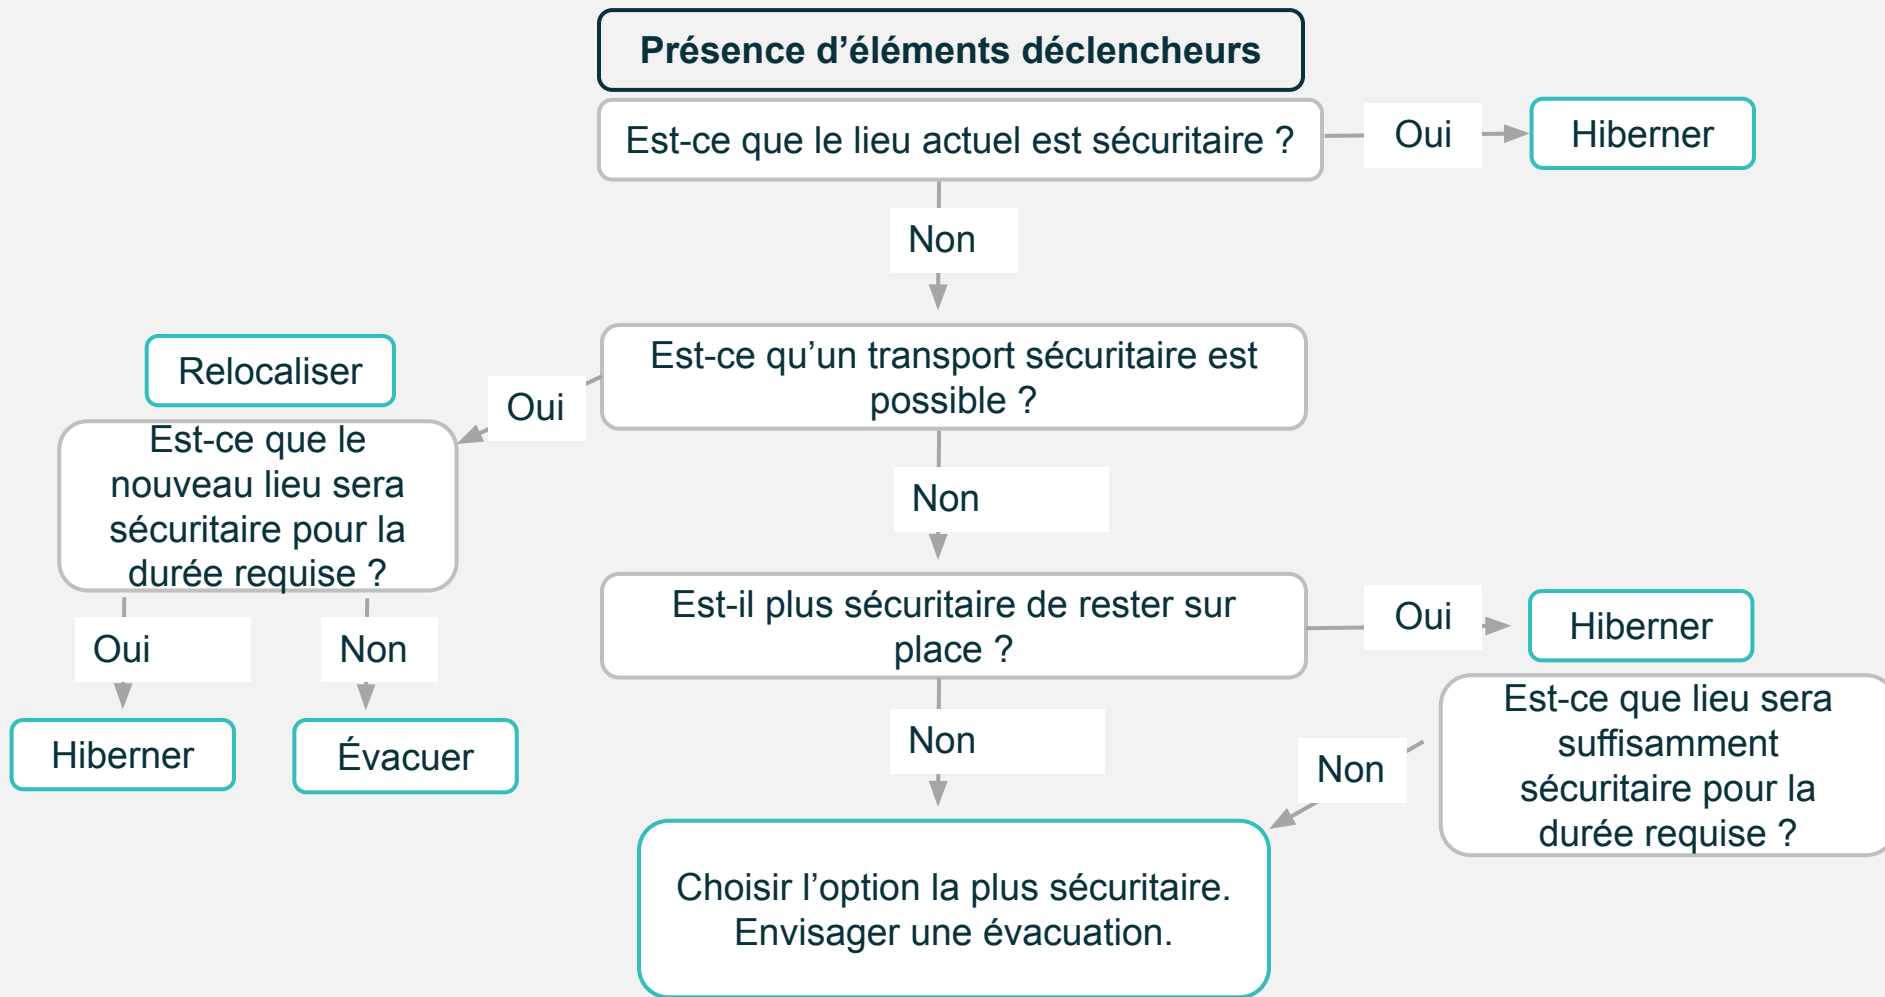 Présence d’éléments déclencheurs
Est-ce que le lieu actuel est sécuritaire ?
Oui
Hiberner
Non
Est-ce qu’un transport sécuritaire est
possible ?
Oui
Relocaliser
Est-ce que le
nouveau lieu sera
sécuritaire pour la
durée requise ?
Oui
Non
Hiberner
Évacuer
Non
Est-il plus sécuritaire de rester sur
place ?
Oui
Hiberner
Est-ce que lieu sera
suffisamment
sécuritaire pour la
durée requise ?
Non
Non
Choisir l’option la plus sécuritaire.
Envisager une évacuation.